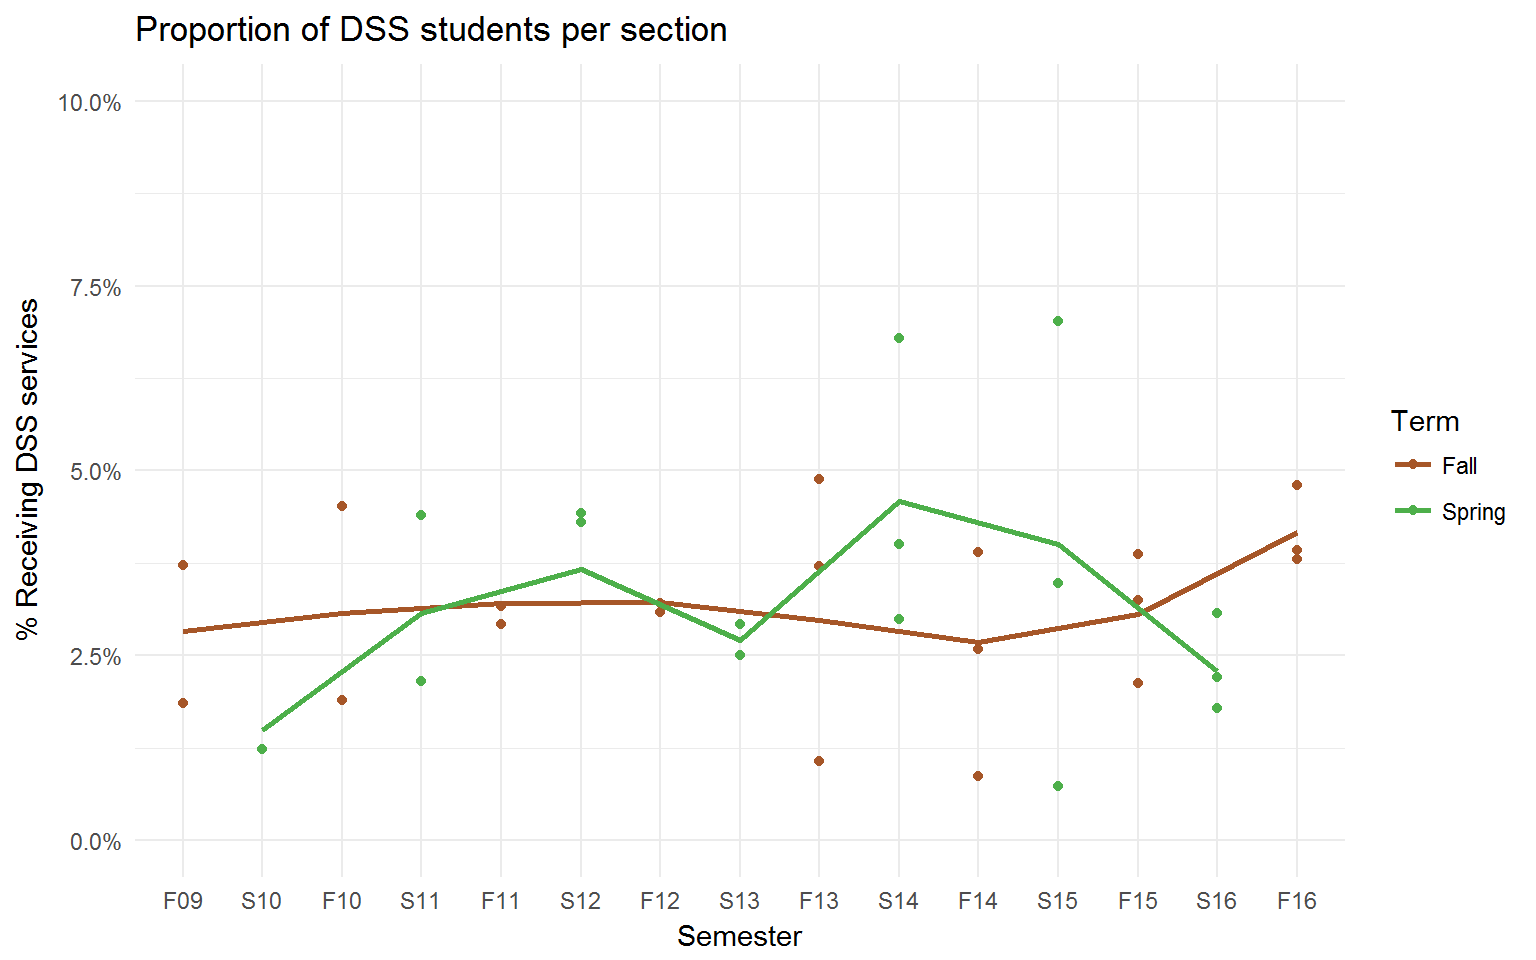 Proportion of DSS students per section
10.0%
7.5%
5.0%
2.5%
0.0%
% Receiving DSS services
F09 S10 F10 S11 F11 S12 F12 S13 F13 S14 F14 S15 F15 S16 F16
Semester
Term
Fall
Spring